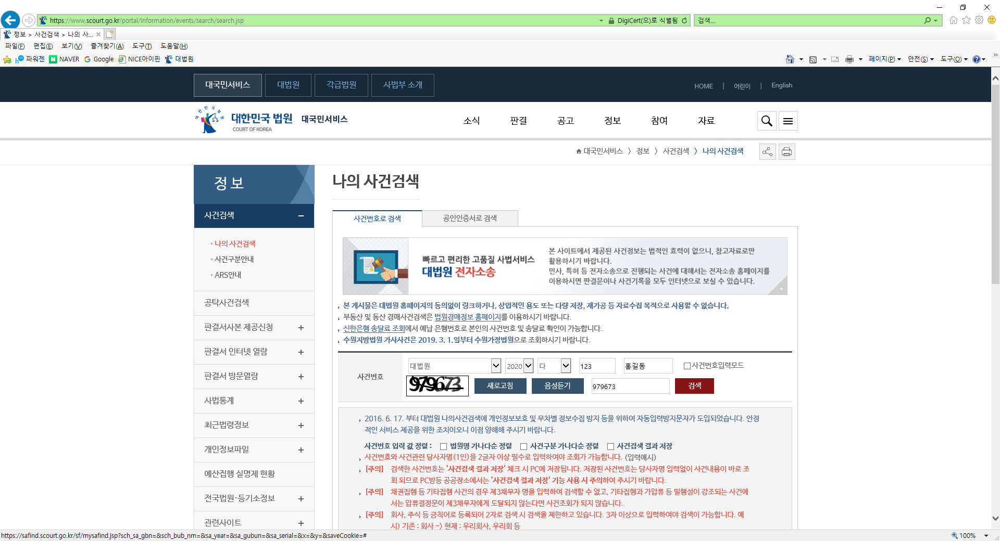 https://www.scourt.go.kr/portal/information/events/search/search.jsp
DigiCert(으)로 식별됨
검색...
정보 > 사건검색 > 나의 사...
파일(F) 편집(E) 보기(V) 즐겨찾기(A) 도구(T) 도움말(H)
파워젠 NAVER Google NICE아이핀 대법원
페이지(P) 안전(S) 도구(O)
대국민서비스 대법원 각급법원 사법부 소개
HOME | 어린이 | English
대한민국법원
대한민국 법원 대국민서비스
COURT OF KOREA
소식 판결 공고 정보 참여 자료
대국민서비스 > 정보 > 사건검색 > 나의 사건검색
정 보
사건검색
나의 사건검색
사건구분안내
ARS안내
공탁사건검색
판결서사본 제공신청
판결서 인터넷 열람
판결서 방문열람
사법통계
최근법령정보
개인정보파일
예산집행 실명제 현황
전국법원·등기소정보
관련사이트
나의 사건검색
사건번호로 검색
공인인증서로 검색
빠르고 편리한 고품질 사법서비스
대법원 전자소송
본 사이트에서 제공된 사건정보는 법적인 효력이 없으니, 참고자료로만
활용하시기 바랍니다.
민사, 특허 등 전자소송으로 진행되는 사건에 대해서는 전자소송 홈페이지를
이용하시면 판결문이나 사건기록을 모두 인터넷으로 보실 수 있습니다.
본 게시물은 대법원 홈페이지의 동의없이 링크하거나, 상업적인 용도 또는 다량 저장, 재가공 등 자료수집 목적으로 사용할 수 없습니다.
부동산 및 동산 경매사건검색은 법원경매정보 홈페이지를 이용하시기 바랍니다.
신한은행 송달료 조회에서 예납 은행번호로 본인의 사건번호 및 송달료 확인이 가능합니다.
수원지방법원 가사사건은 2019. 3. 1.일부터 수원가정법원으로 조회하시기 바랍니다.
사건번호
대법원 2020 다 123 홍길동 사건번호입력모드
979673 새로고침 음성듣기 979673 검색
2016. 6. 17. 부터 대법원 나의사건검색에 개인정보보호 및 무차별 정보수집 방지 등을 위하여 자동입력방지문자가 도입되었습니다. 안정
적인 서비스 제공을 위한 조치이오니 이점 양해해 주시기 바랍니다.
사건번호 입력 값 정렬 : 법원명 가나다순 정렬 사건구분 가나다순 정렬 사건검색 결과 저장
사건번호와 사건관련 당사자명(1인)을 2글자 이상 필수로 입력하여야 조회가 가능합니다. (입력예시)
[주의] 검색한 사건번호는 '사건검색 결과 저장' 체크 시 PC에 저장됩니다. 저장된 사건번호는 당사자명 입력없이 사건내용이 바로 조
회 되므로 PC방등 공공장소에서는 '사건검색 결과 저장' 기능 사용 시 주의하여 주시기 바랍니다.
[주의] 채권집행 등 기타집행 사건의 경우 제3채무자 명을 입력하여 검색할 수 없고, 기타집행과 가압류 등 밀행성이 강조되는 사건에
서는 압류결정문이 제3채무자에게 도달되지 않는다면 사건조회가 되지 않습니다.
[주의] 회사, 주식 등 금칙어로 등록되어 2자로 검색 시 검색을 제한하고 있습니다. 3자 이상으로 입력하여야 검색이 가능합니다. 예
시) 기존 : 회사 -> 현재 : 우리회사, 우리회 등
https://safind.scourt.go.kr/sf/mysafind.jsp?sch_sa_gbn=&sch_bub_nm=&sa_year=&sa_gubun=&sa_serial=&x=&y=&saveCookie=#
100%